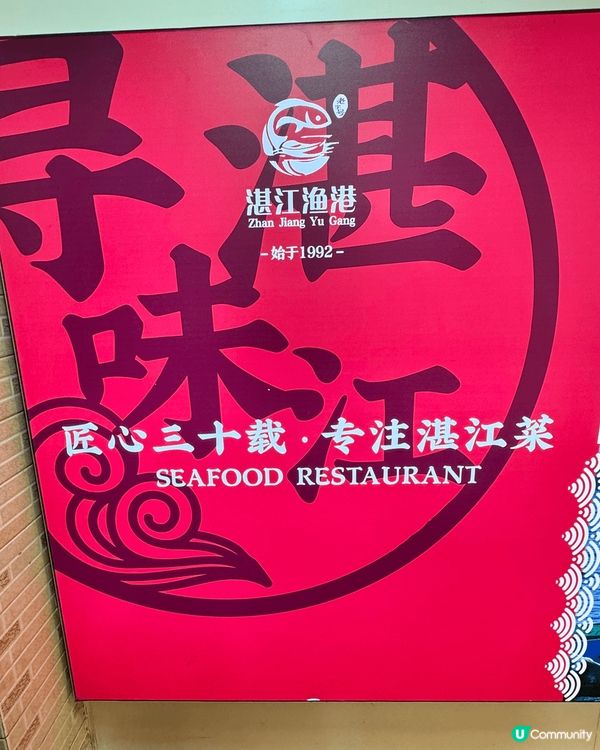 寻味湛江
湛江渔港
Zhan Jiang Yu Gang
-始于1992-
匠心三十载·专注湛江菜
SEAFOOD RESTAURANT
U Community